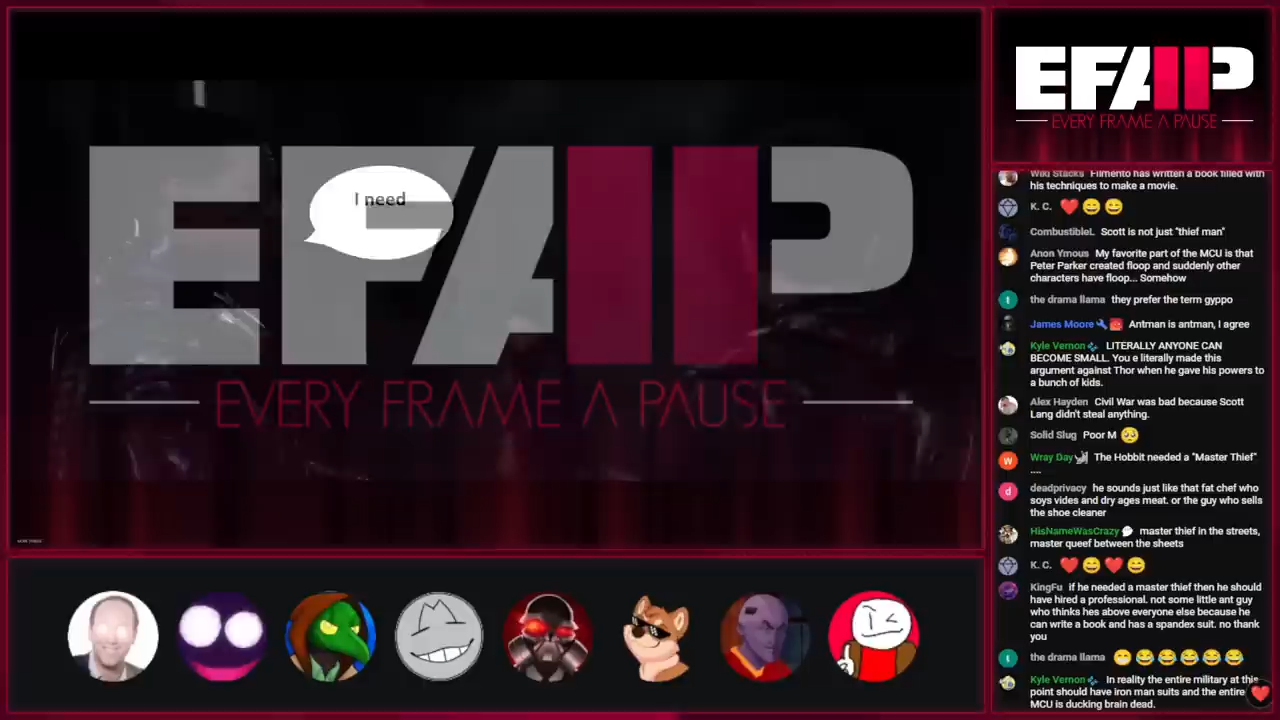 EFAP
EVERY FRAME A PAUSE
I need
EFAP
EVERY FRAME A PAUSE
Wiki Stacks Filmento has written a book filled with
his techniques to make a movie.
K. C. ❤️😄😄
CombustibleL Scott is not just "thief man"
Anon Ymous My favorite part of the MCU is that
Peter Parker created floop and suddenly other
characters have floop... Somehow
the drama llama they prefer the term gyppo
James Moore Antman is antman, I agree
Kyle Vernon LITERALLY ANYONE CAN
BECOME SMALL. You e literally made this
argument against Thor when he gave his powers to
a bunch of kids.
Alex Hayden Civil War was bad because Scott
Lang didn't steal anything.
Solid Slug Poor M 🥺
Wray Day The Hobbit needed a "Master Thief"
....
deadprivacy he sounds just like that fat chef who
soys vides and dry ages meat. or the guy who sells
the shoe cleaner
HisNameWasCrazy master thief in the streets,
master queef between the sheets
K. C. ❤️😄❤️😄
KingFu if he needed a master thief then he should
have hired a professional. not some little ant guy
who thinks hes above everyone else because he
can write a book and has a spandex suit. no thank
you
the drama llama 😁😂😂😂😂😂
Kyle Vernon In reality the entire military at this
point should have iron man suits and the entire
MCU is ducking brain dead.